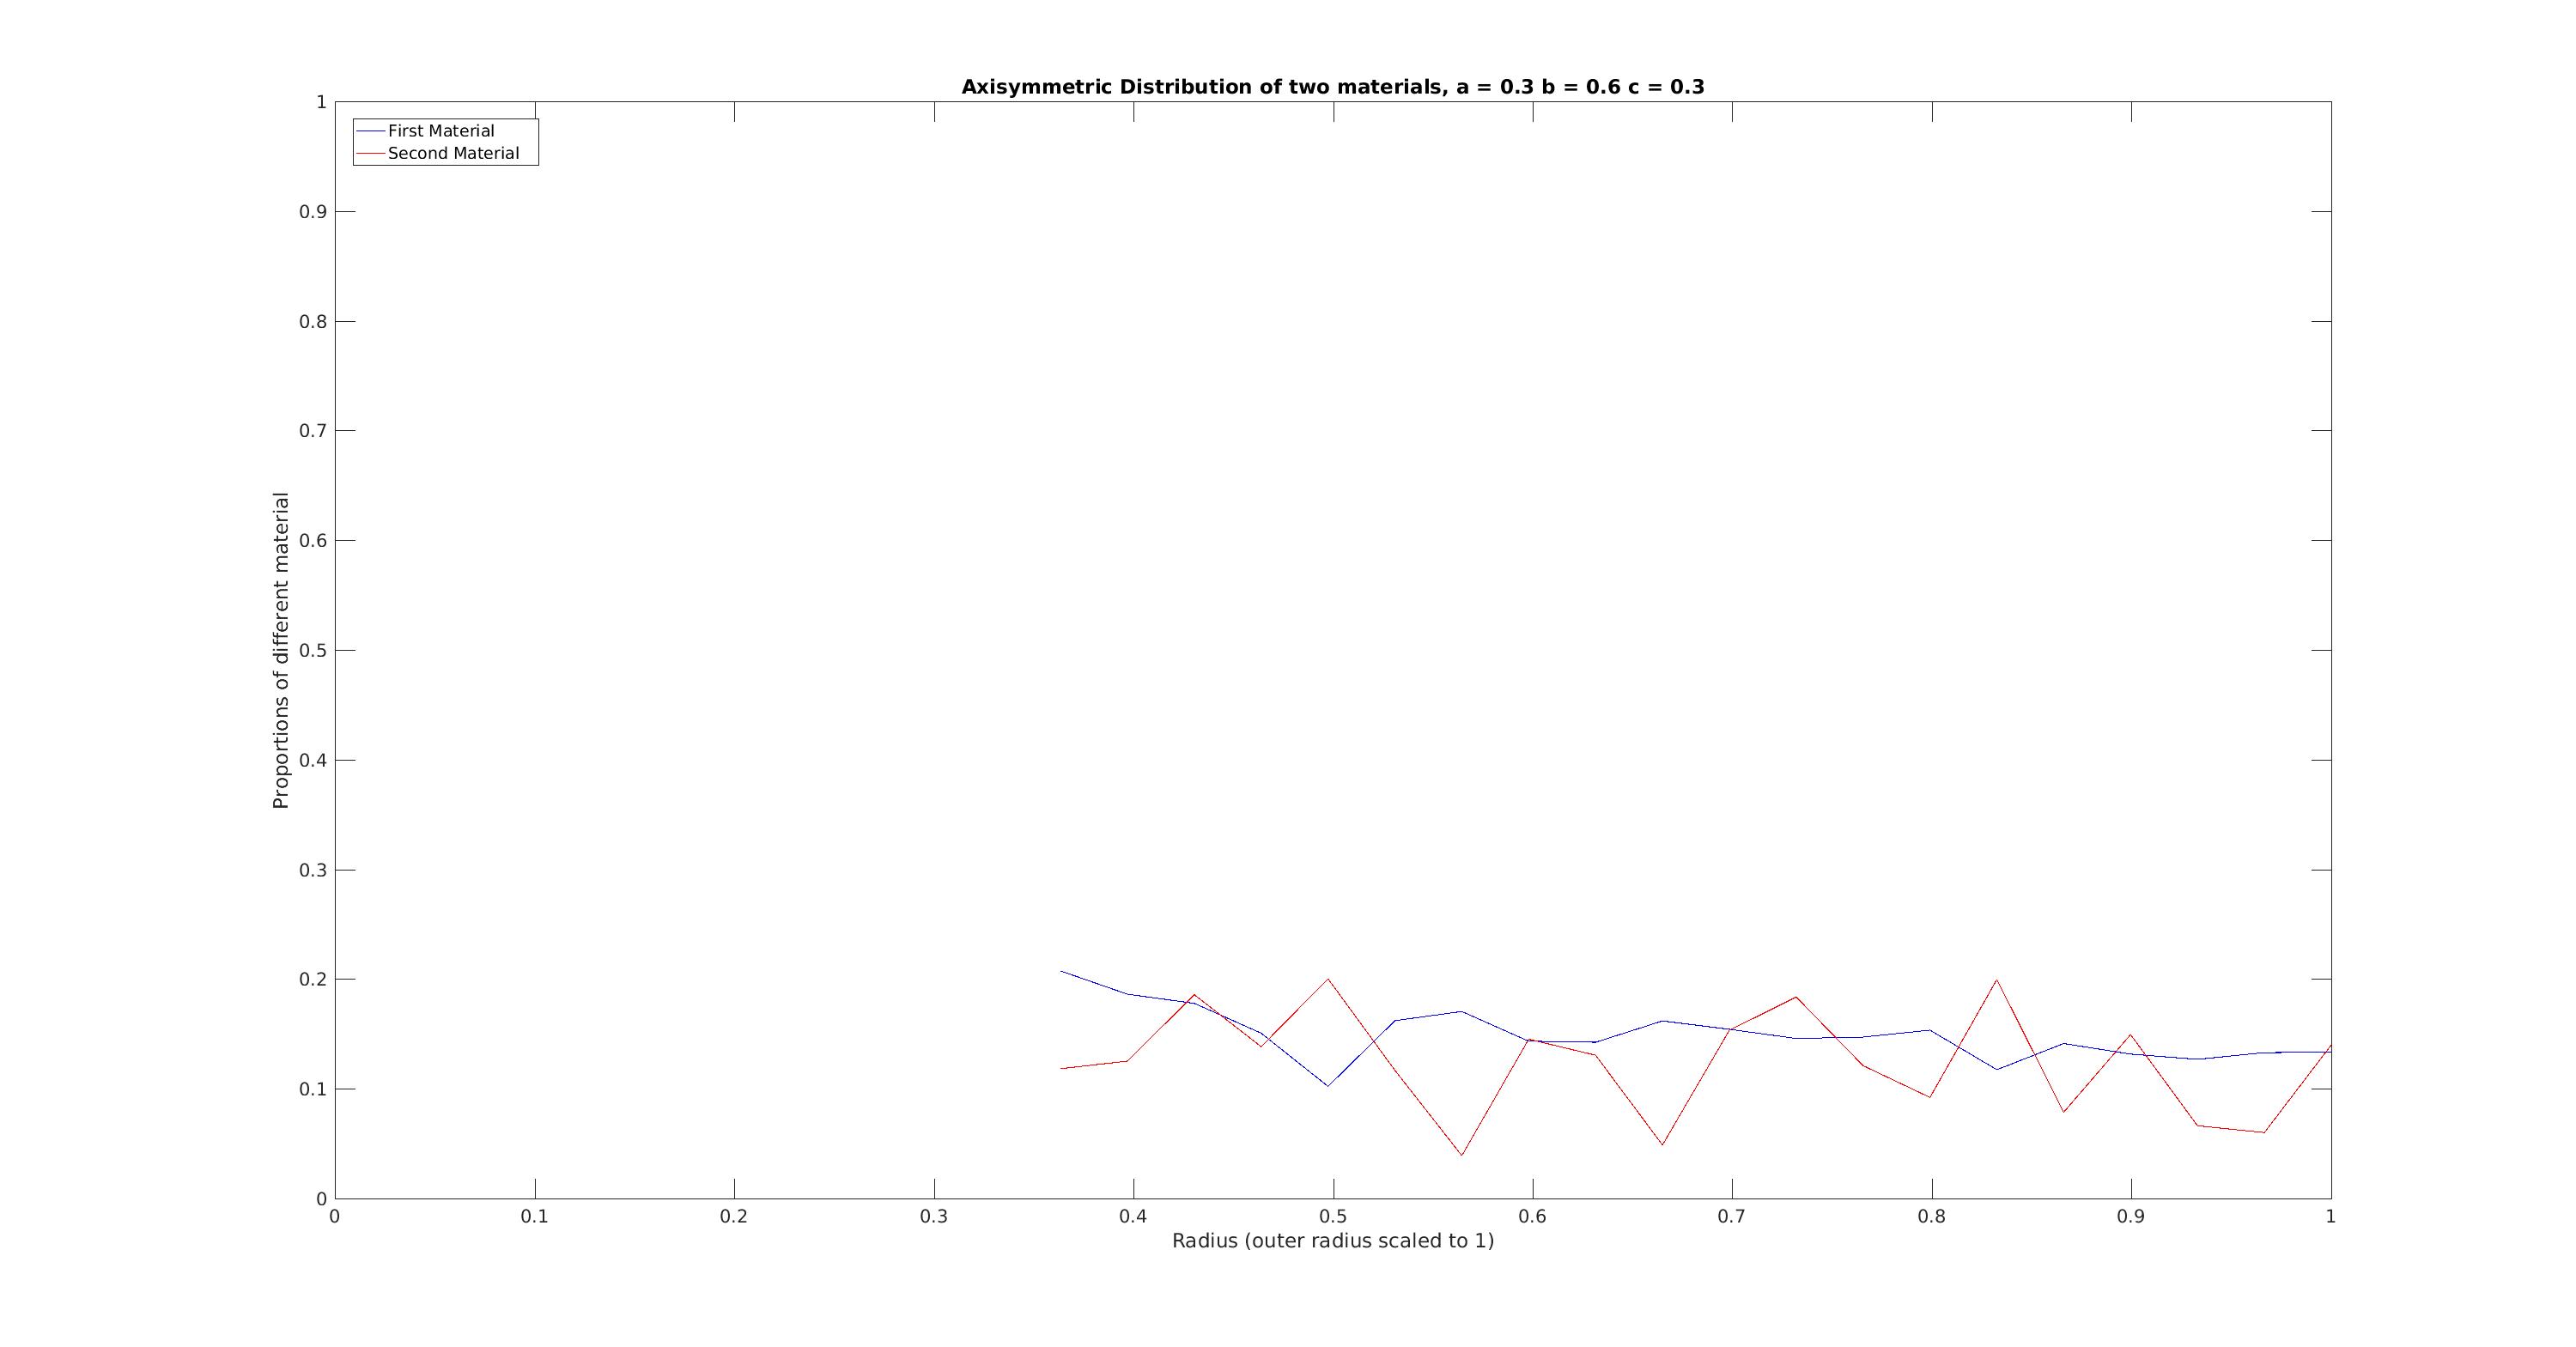 Axisymmetric Distribution of two materials, a = 0.3 b = 0.6 c = 0.3
First Material
Second Material
Proportions of different material
1
0.9
0.8
0.7
0.6
0.5
0.4
0.3
0.2
0.1
0
0 0.1 0.2 0.3 0.4 0.5 0.6 0.7 0.8 0.9 1
Radius (outer radius scaled to 1)